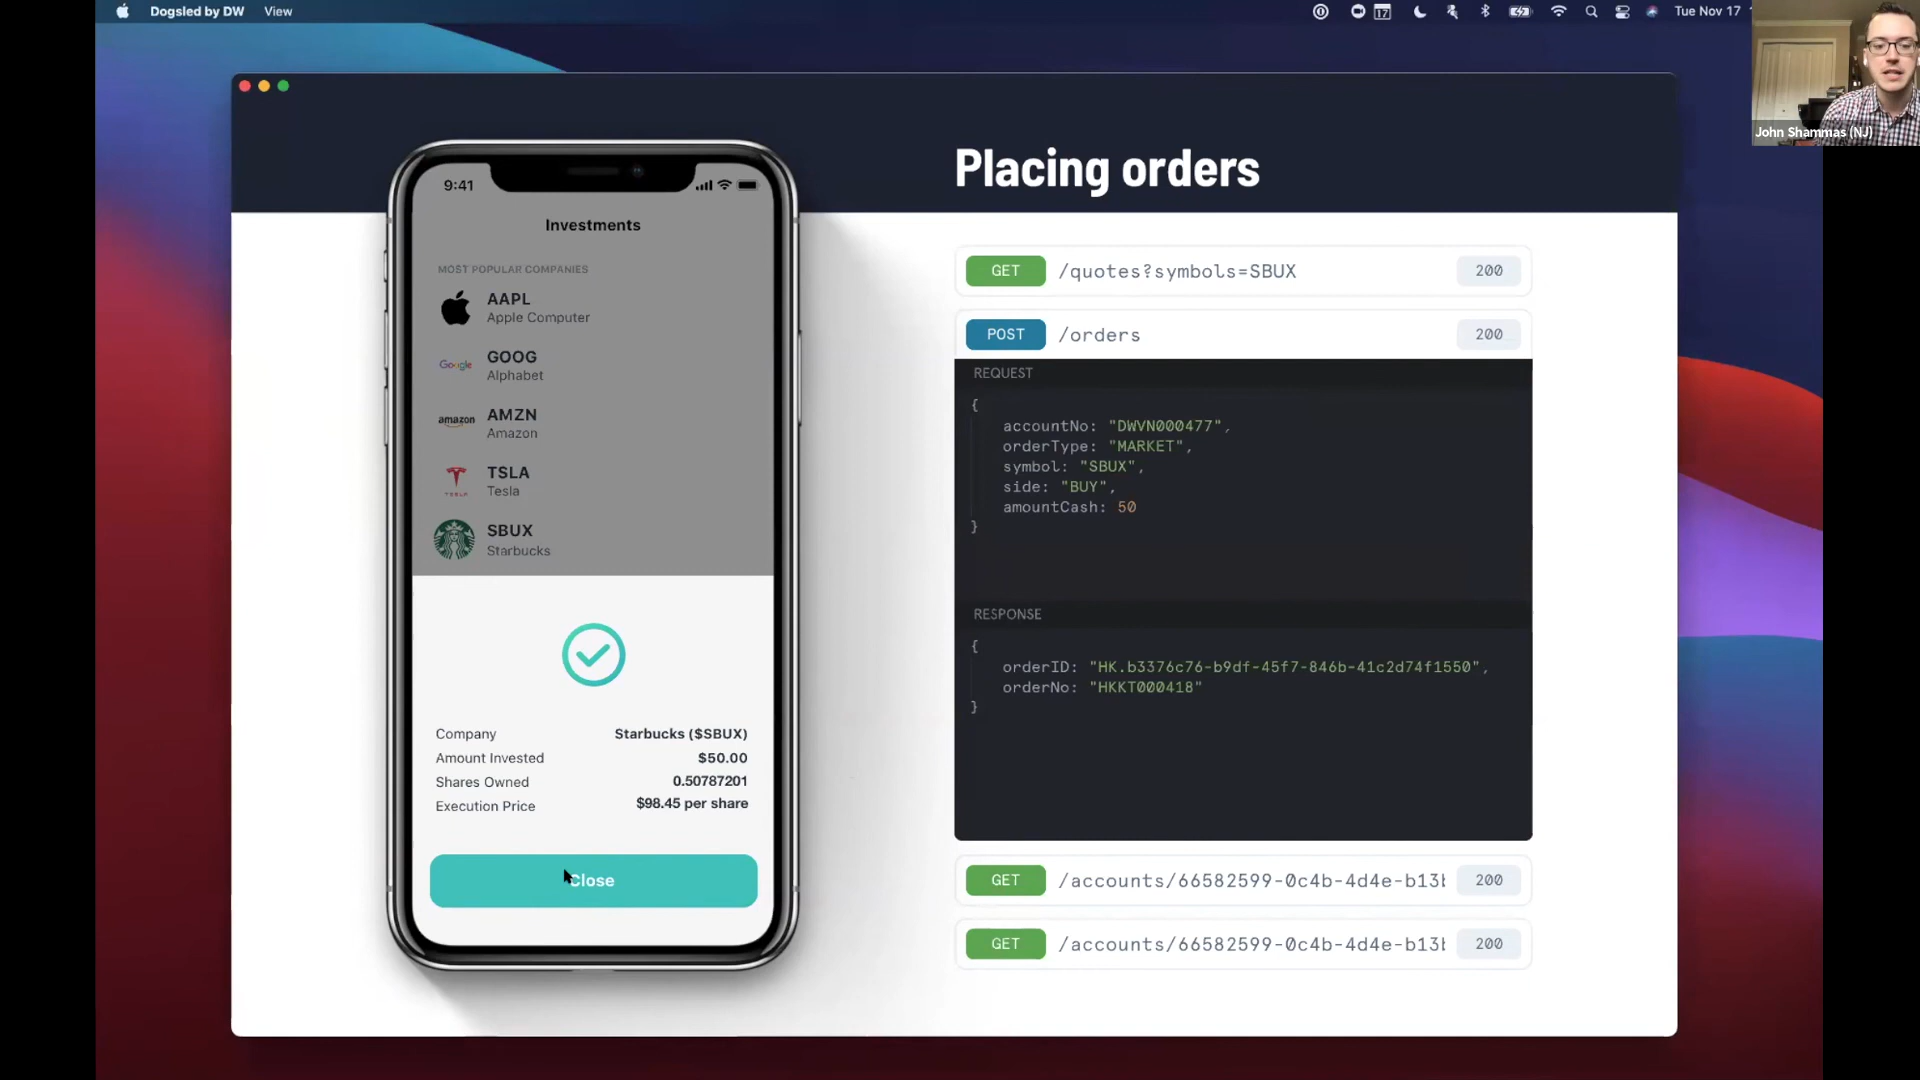 Dogsled by DW View
17 Tue Nov 17
John Shammas (NJ)
Placing orders
9:41
Investments
MOST POPULAR COMPANIES
AAPL
Apple Computer
Google
GOOG
Alphabet
amazon
AMZN
Amazon
TESLA
TSLA
Tesla
SBUX
Starbucks
Company Starbucks ($SBUX)
Amount Invested $50.00
Shares Owned 0.50787201
Execution Price $98.45 per share
Close
GET /quotes?symbols=SBUX 200
POST /orders 200
REQUEST
{
accountNo: "DWVN000477",
orderType: "MARKET",
symbol: "SBUX",
side: "BUY",
amountCash: 50
}
RESPONSE
{
orderID: "HK.b3376c76-b9df-45f7-846b-41c2d74f1550",
orderNo: "HKKT000418"
}
GET /accounts/66582599-0c4b-4d4e-b13b 200
GET /accounts/66582599-0c4b-4d4e-b13b 200